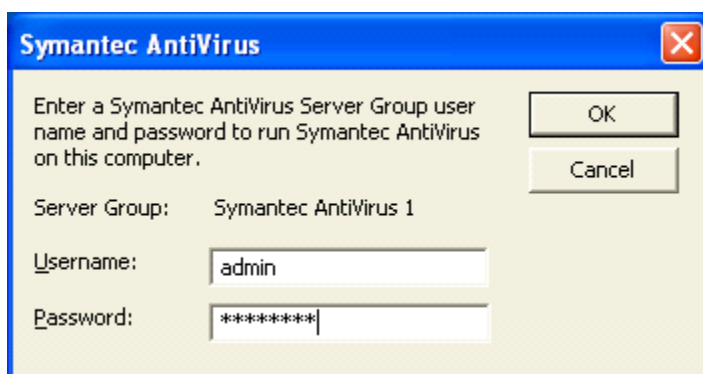 Symantec AntiVirus
Enter a Symantec AntiVirus Server Group user
name and password to run Symantec AntiVirus
on this computer.
OK
Cancel
Server Group: Symantec AntiVirus 1
Username: admin
Password: ********